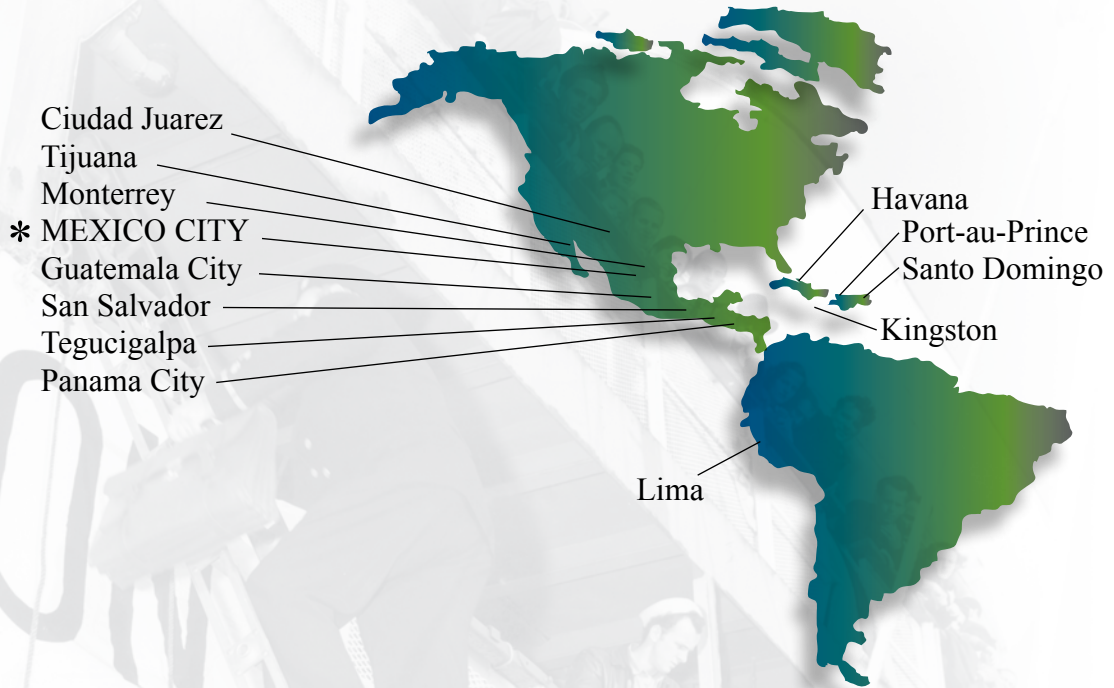 Ciudad Juarez
Tijuana
Monterrey
* MEXICO CITY
Guatemala City
San Salvador
Tegucigalpa
Panama City
Havana
Port-au-Prince
Santo Domingo
Kingston
Lima